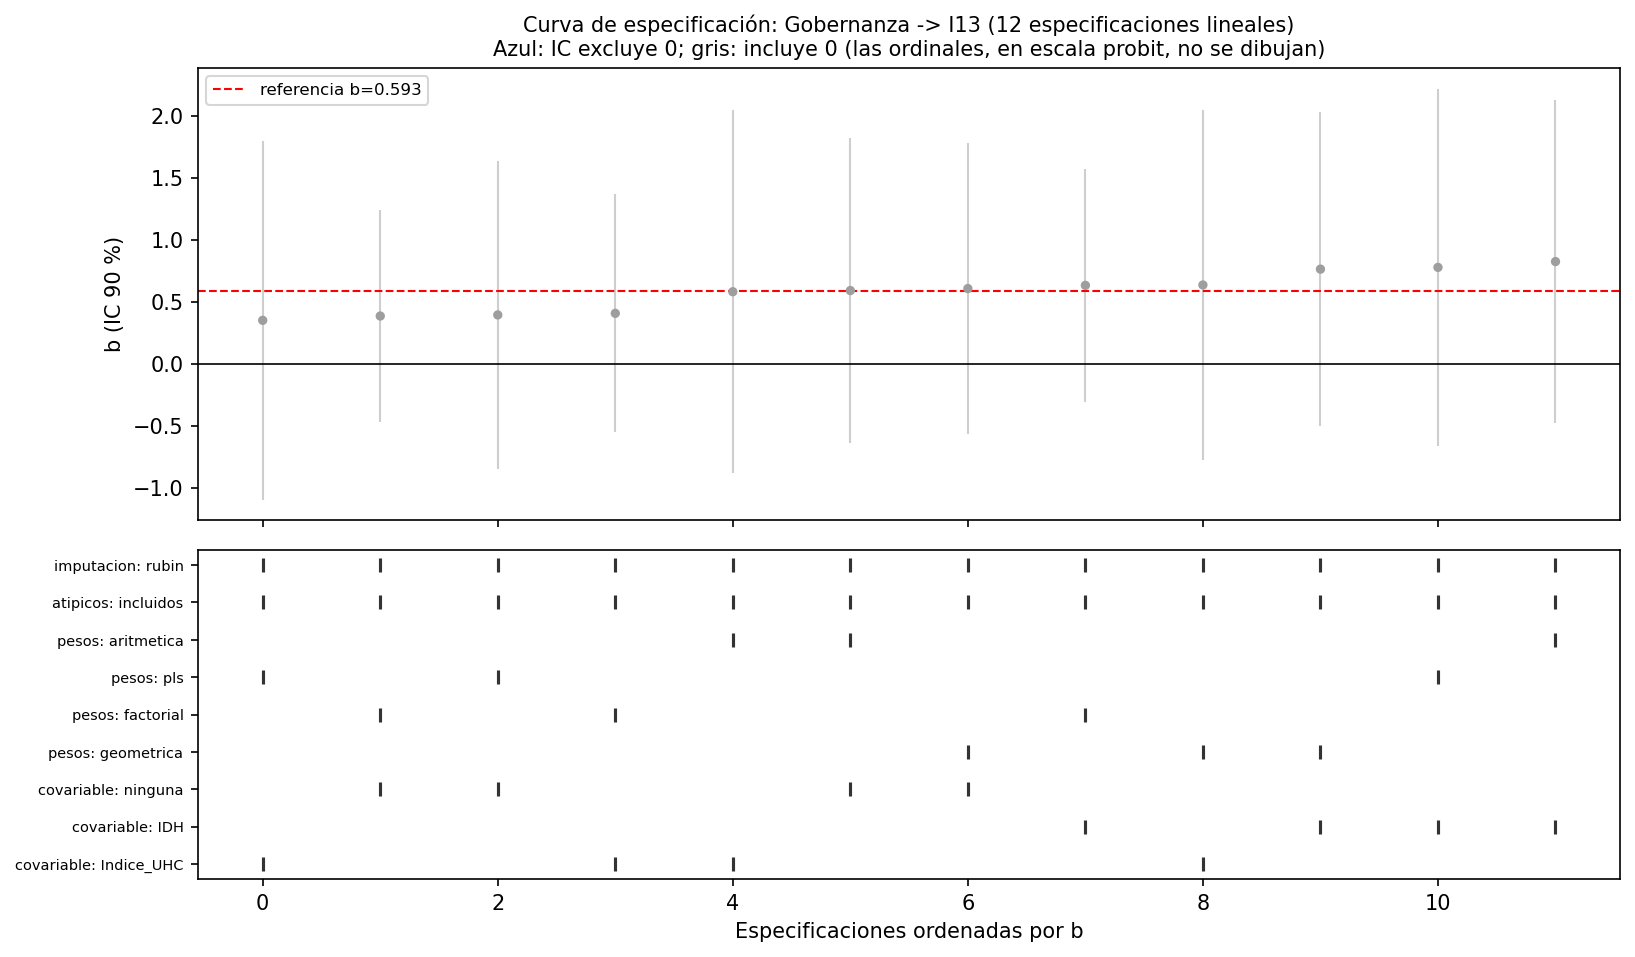 Curva de especificación: Gobernanza -> I13 (12 especificaciones lineales)
Azul: IC excluye 0; gris: incluye 0 (las ordinales, en escala probit, no se dibujan)
referencia b=0.593
b (IC 90 %)
2.0
1.5
1.0
0.5
0.0
−0.5
−1.0
imputacion: rubin
atipicos: incluidos
pesos: aritmetica
pesos: pls
pesos: factorial
pesos: geometrica
covariable: ninguna
covariable: IDH
covariable: Indice_UHC
0 2 4 6 8 10
Especificaciones ordenadas por b